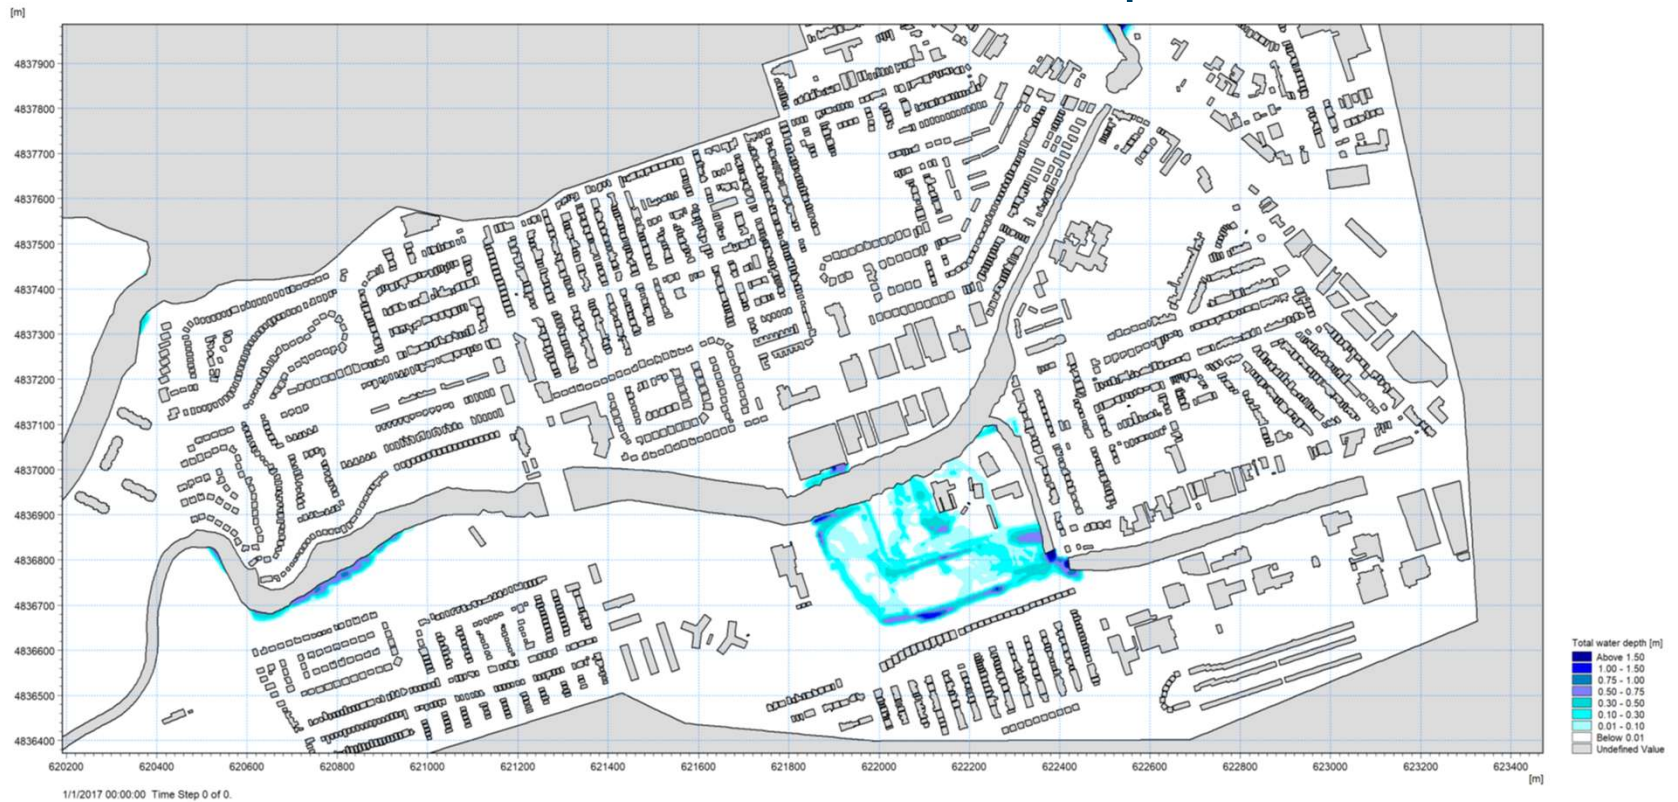 [m]
4837900
4837800
4837700
4837600
4837500
4837400
4837300
4837200
4837100
4837000
4836900
4836800
4836700
4836600
4836500
4836400
620200 620400 620600 620800 621000 621200 621400 621600 621800 622000 622200 622400 622600 622800 623000 623200 623400
[m]
1/1/2017 00:00:00 Time Step 0 of 0.
Total water depth [m]
Above 1.50
1.00 - 1.50
0.75 - 1.00
0.50 - 0.75
0.30 - 0.50
0.10 - 0.30
0.01 - 0.10
Below 0.01
Undefined Value